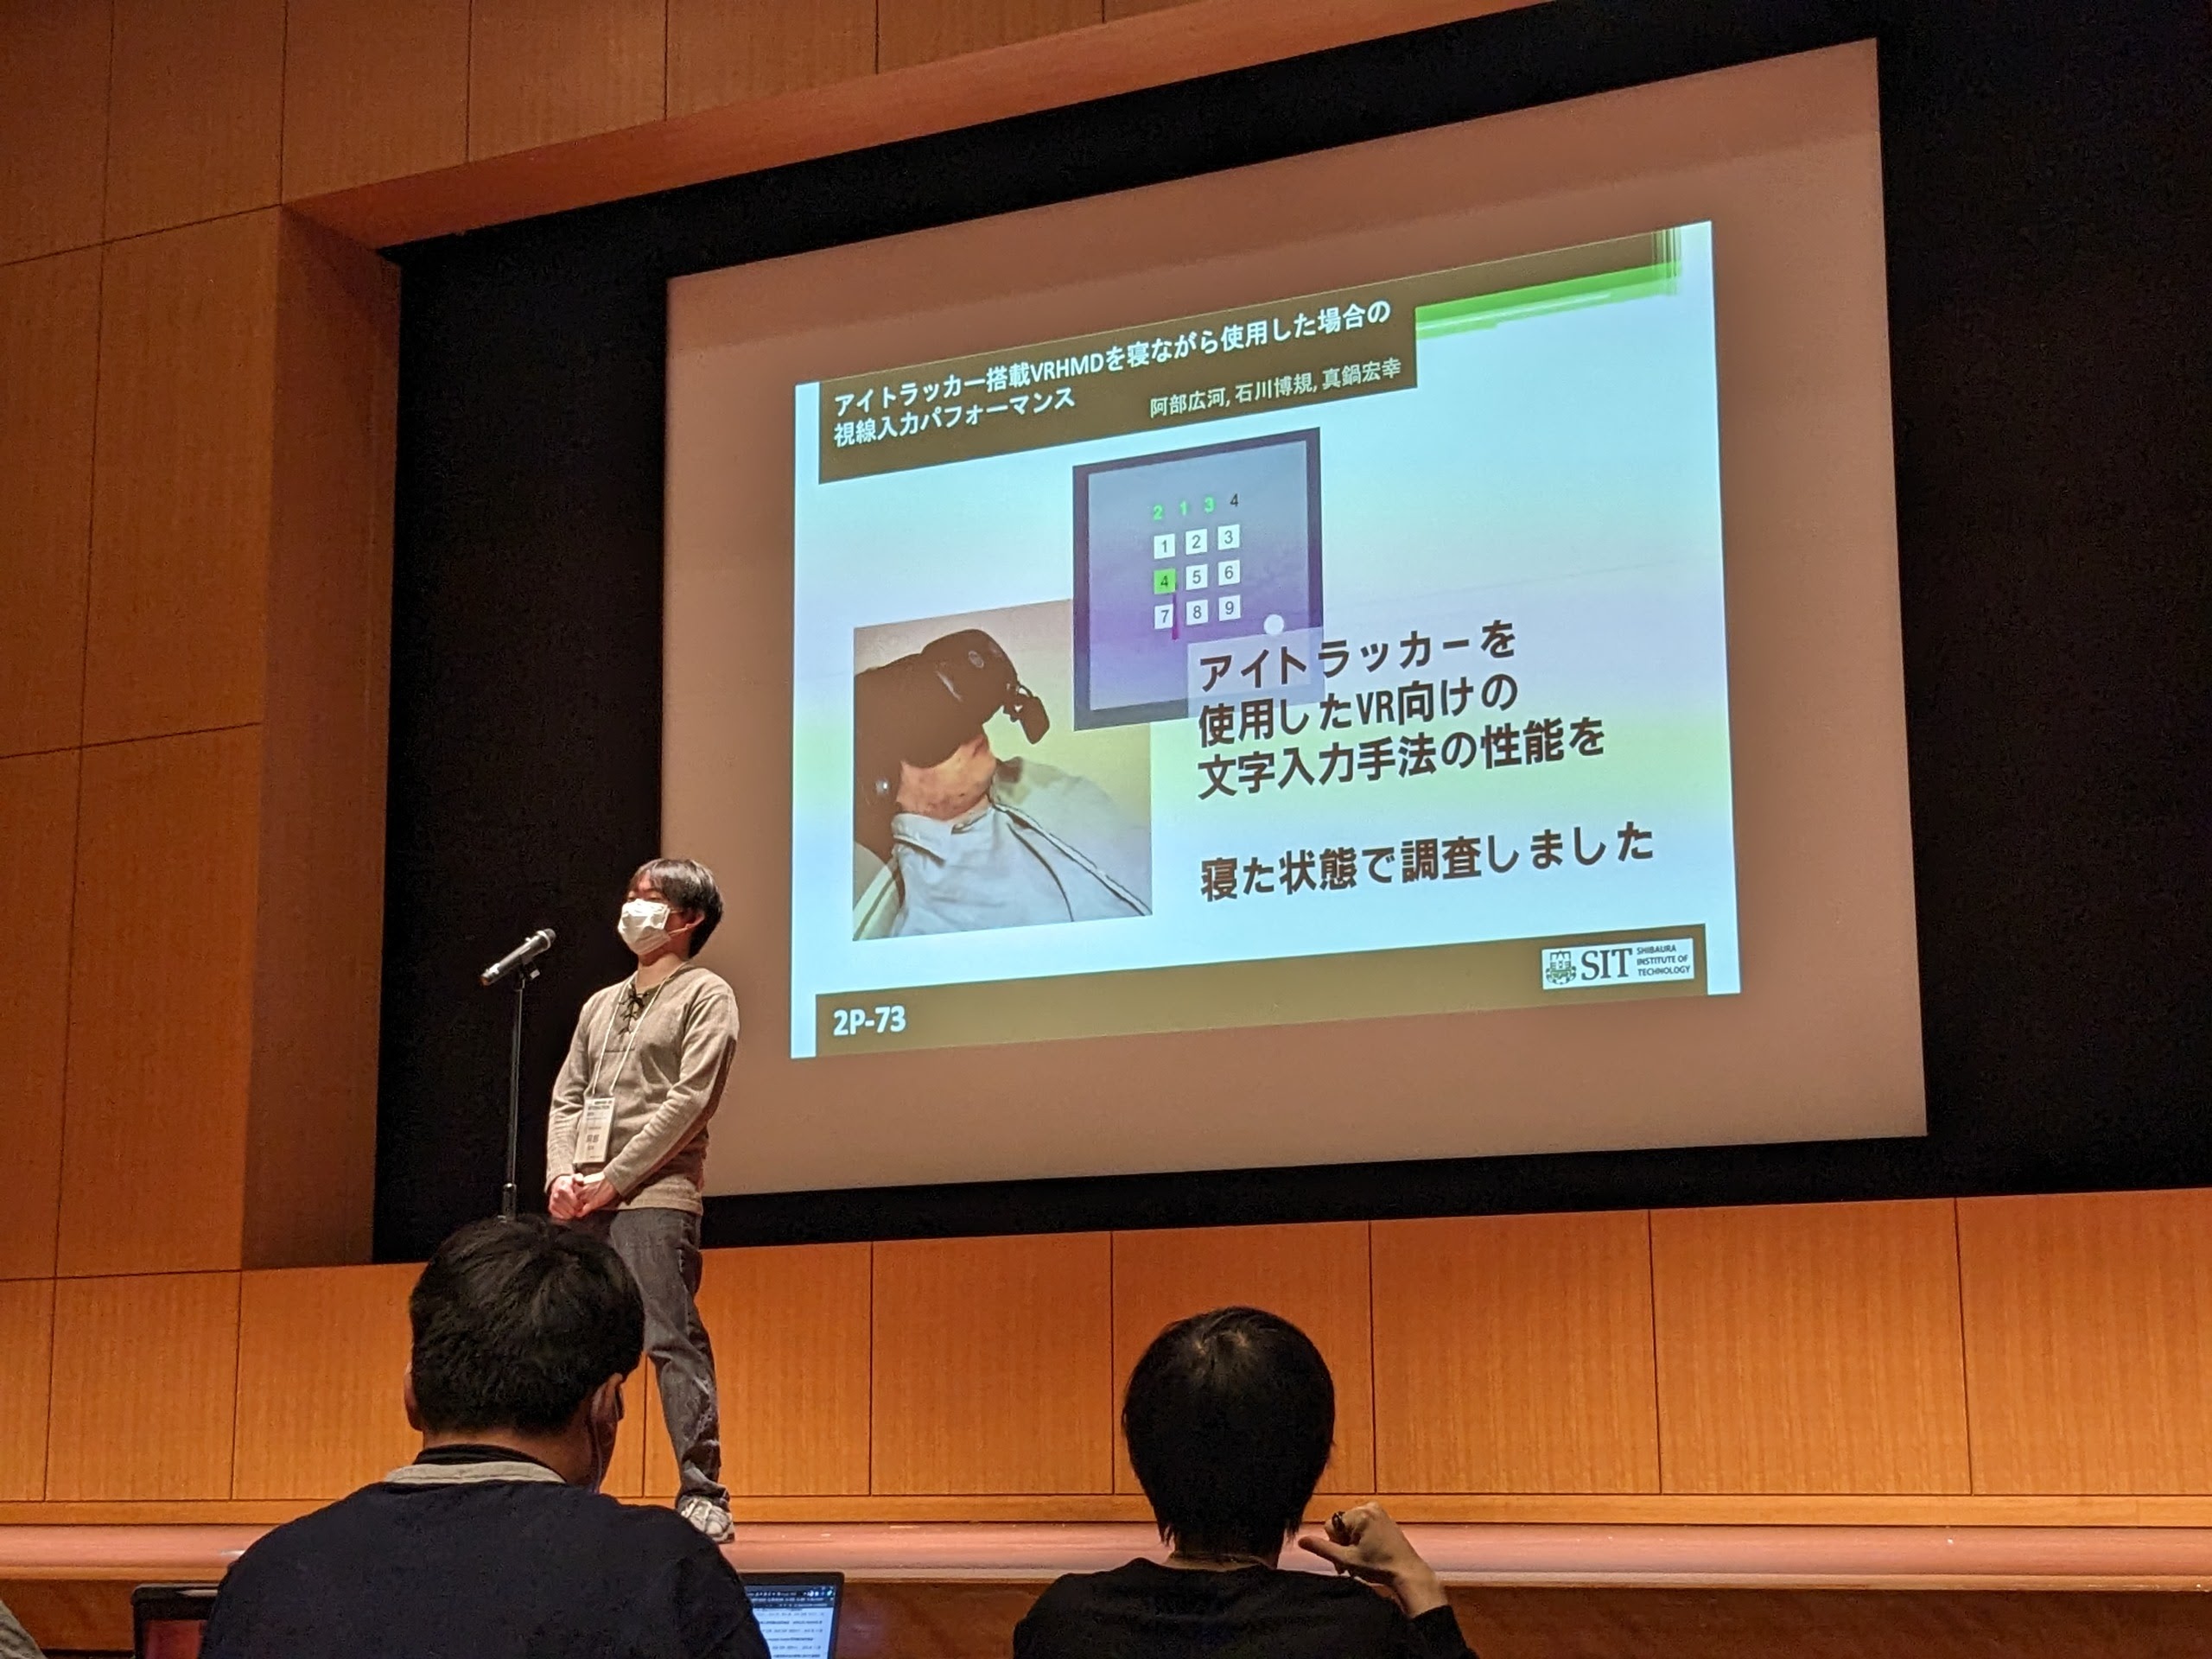 アイトラッカー搭載VRHMDを寝ながら使用した場合の
視線入力パフォーマンス
阿部広河, 石川博規, 真鍋宏幸
2 1 3 4
1 2 3
4 5 6
7 8 9
アイトラッカーを
使用したVR向けの
文字入力手法の性能を
寝た状態で調査しました
SIT
SHIBAURA
INSTITUTE OF
TECHNOLOGY
2P-73